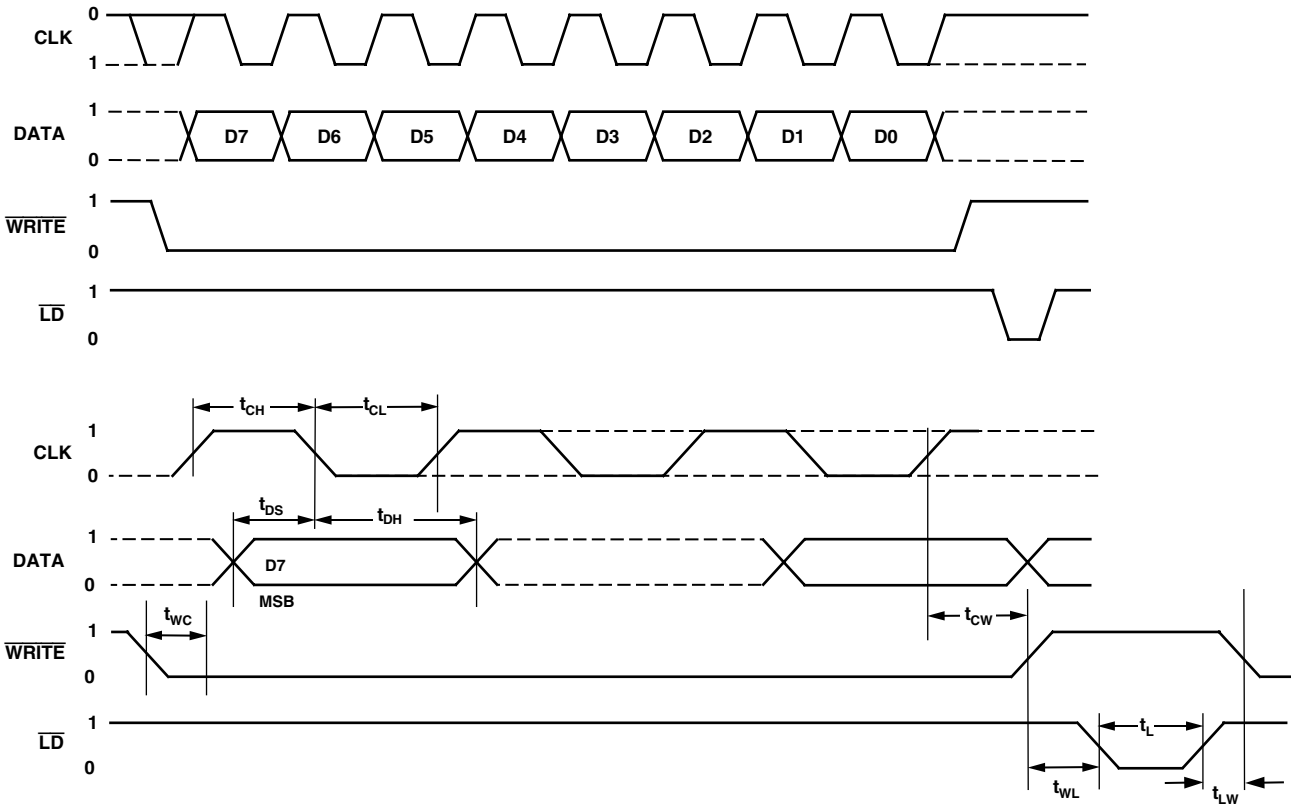 0
CLK
1
1
DATA D7 D6 D5 D4 D3 D2 D1 D0
0
1
WRITE
0
1
LD
0
tCH tCL
1
CLK
0
tDS tDH
1
DATA D7
0
MSB
tWC tCW
1
WRITE
0
1 tL
LD
0
tWL tLW